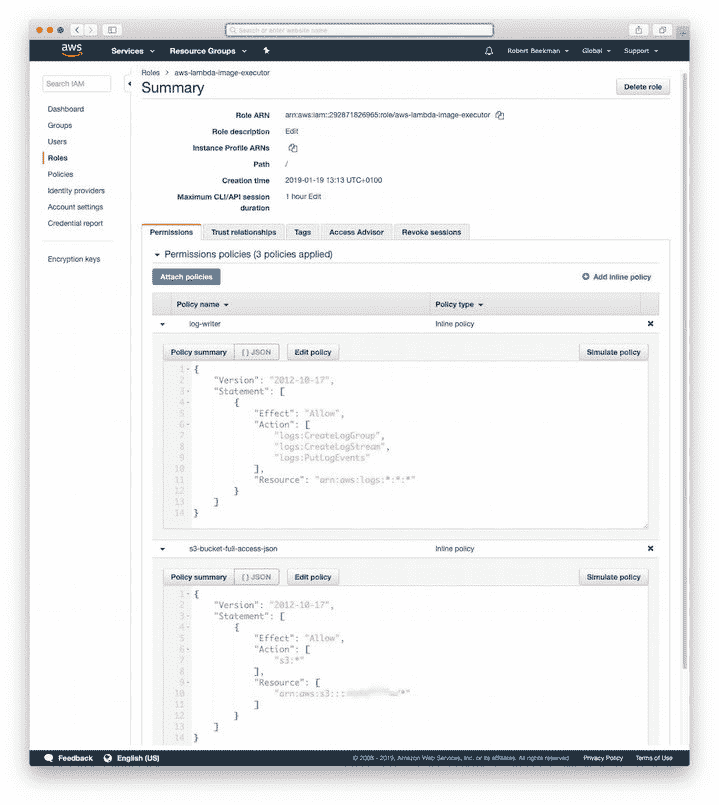 Search or enter website name
aws Services Resource Groups Robert Beekman Global Support
Search IAM
Dashboard
Groups
Users
Roles
Policies
Identity providers
Account settings
Credential report
Encryption keys
Roles > aws-lambda-image-executor
Summary
Delete role
Role ARN arn:aws:iam::292871826965:role/aws-lambda-image-executor
Role description Edit
Instance Profile ARNs
Path /
Creation time 2019-01-19 13:13 UTC+0100
Maximum CLI/API session
duration
1 hour Edit
Permissions Trust relationships Tags Access Advisor Revoke sessions
Permissions policies (3 policies applied)
Attach policies
Add inline policy
Policy name Policy type
log-writer Inline policy
Policy summary { } JSON Edit policy Simulate policy
1 {
2 "Version": "2012-10-17",
3 "Statement": [
4 {
5 "Effect": "Allow",
6 "Action": [
7 "logs:CreateLogGroup",
8 "logs:CreateLogStream",
9 "logs:PutLogEvents"
10 ],
11 "Resource": "arn:aws:logs:*:*:*"
12 }
13 ]
14 }
s3-bucket-full-access-json Inline policy
Policy summary { } JSON Edit policy Simulate policy
1 {
2 "Version": "2012-10-17",
3 "Statement": [
4 {
5 "Effect": "Allow",
6 "Action": [
7 "s3:*"
8 ],
9 "Resource": [
10 "arn:aws:s3:::
/*"
11 ]
12 }
13 ]
14 }
Feedback English (US) © 2008 - 2019, Amazon Web Services, Inc. or its affiliates. All rights reserved. Privacy Policy Terms of Use